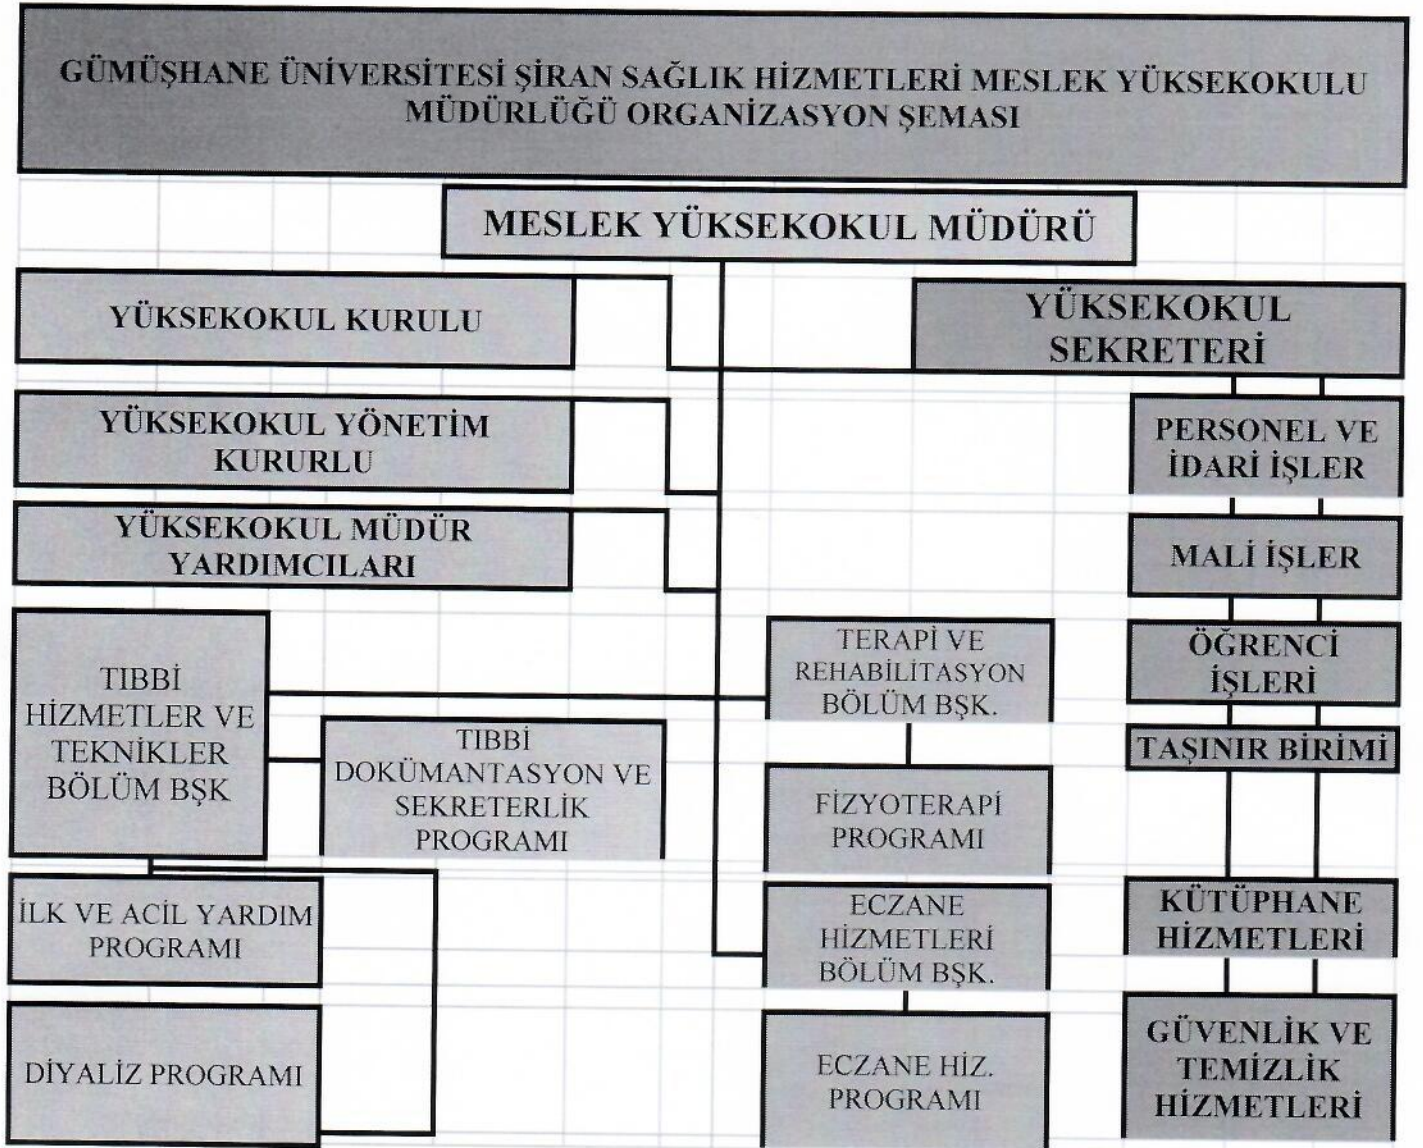 GÜMÜŞHANE ÜNİVERSİTESİ ŞİRAN SAĞLIK HİZMETLERİ MESLEK YÜKSEKOKULU
MÜDÜRLÜĞÜ ORGANİZASYON ŞEMASI
MESLEK YÜKSEKOKUL MÜDÜRÜ
YÜKSEKOKUL KURULU
YÜKSEKOKUL
SEKRETERİ
YÜKSEKOKUL YÖNETİM
KURURLU
PERSONEL VE
İDARİ İŞLER
YÜKSEKOKUL MÜDÜR
YARDIMCILARI
MALİ İŞLER
TIBBİ
HİZMETLER VE
TEKNİKLER
BÖLÜM BŞK
TERAPİ VE
REHABİLİTASYON
BÖLÜM BŞK.
ÖĞRENCİ
İŞLERİ
TIBBİ
DOKÜMANTASYON VE
SEKRETERLİK
PROGRAMI
TAŞINIR BİRİMİ
FİZYOTERAPİ
PROGRAMI
İLK VE ACİL YARDIM
PROGRAMI
ECZANE
HİZMETLERİ
BÖLÜM BŞK.
KÜTÜPHANE
HİZMETLERİ
DİYALİZ PROGRAMI
ECZANE HİZ.
PROGRAMI
GÜVENLİK VE
TEMİZLİK
HİZMETLERİ